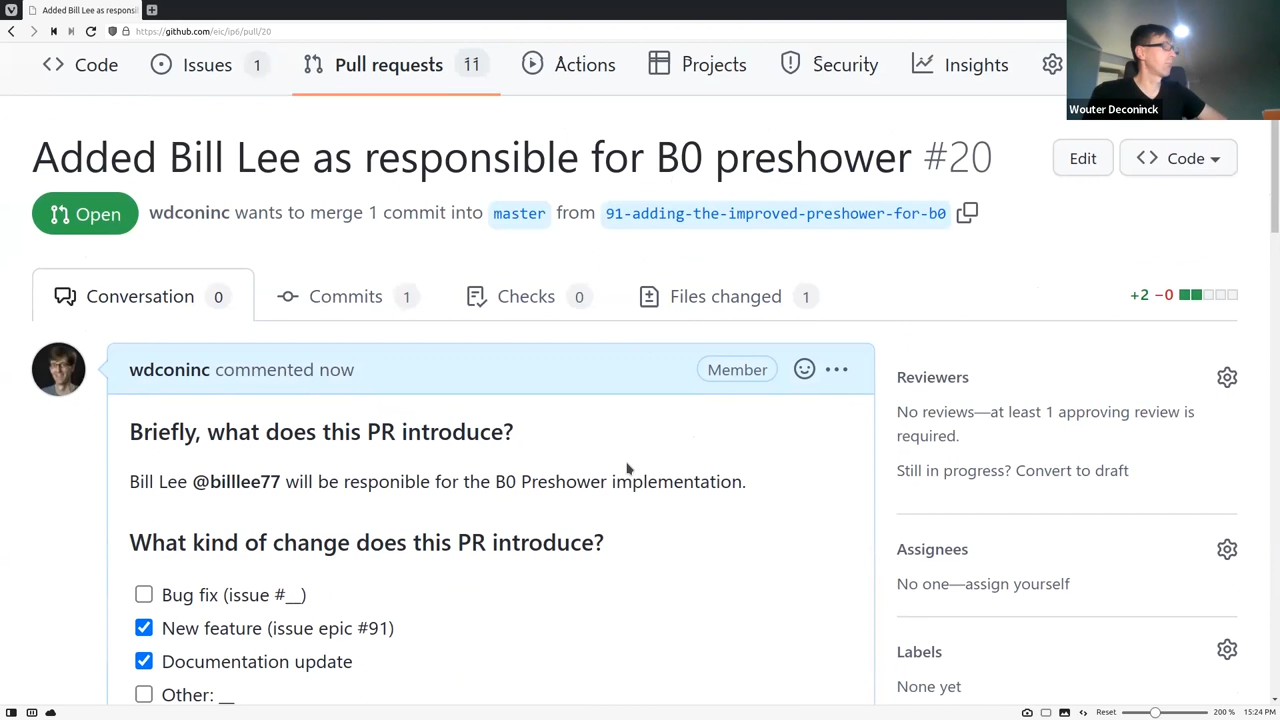 Added Bill Lee as responsi
https://github.com/eic/ip6/pull/20
Code
Issues 1
Pull requests 11
Actions
Projects
Security
Insights
Wouter Deconinck
Added Bill Lee as responsible for B0 preshower #20
Edit
Code
Open
wdconinc wants to merge 1 commit into master from 91-adding-the-improved-preshower-for-b0
Conversation 0
Commits 1
Checks 0
Files changed 1
+2 −0
wdconinc commented now
Member
Briefly, what does this PR introduce?
Bill Lee @billlee77 will be responible for the B0 Preshower implementation.
What kind of change does this PR introduce?
Bug fix (issue #__)
New feature (issue epic #91)
Documentation update
Other: __
Reviewers
No reviews—at least 1 approving review is
required.
Still in progress? Convert to draft
Assignees
No one—assign yourself
Labels
None yet
Reset
200 %
15:24 PM